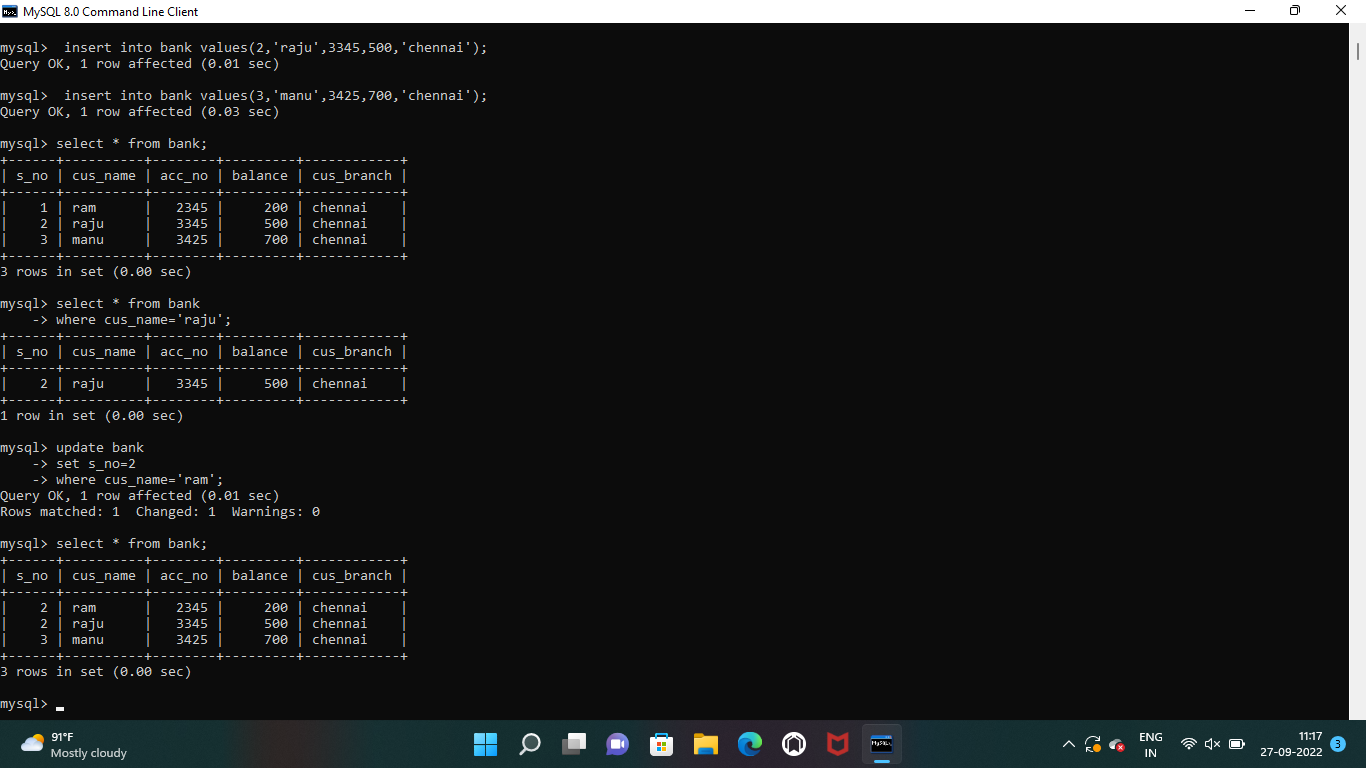 MySQL 8.0 Command Line Client
mysql>  insert into bank values(2,'raju',3345,500,'chennai');
Query OK, 1 row affected (0.01 sec)
mysql>  insert into bank values(3,'manu',3425,700,'chennai');
Query OK, 1 row affected (0.03 sec)
mysql> select * from bank;
+------+----------+--------+---------+------------+
| s_no | cus_name | acc_no | balance | cus_branch |
+------+----------+--------+---------+------------+
|    1 | ram      |   2345 |     200 | chennai    |
|    2 | raju     |   3345 |     500 | chennai    |
|    3 | manu     |   3425 |     700 | chennai    |
+------+----------+--------+---------+------------+
3 rows in set (0.00 sec)
mysql> select * from bank
    -> where cus_name='raju';
+------+----------+--------+---------+------------+
| s_no | cus_name | acc_no | balance | cus_branch |
+------+----------+--------+---------+------------+
|    2 | raju     |   3345 |     500 | chennai    |
+------+----------+--------+---------+------------+
1 row in set (0.00 sec)
mysql> update bank
    -> set s_no=2
    -> where cus_name='ram';
Query OK, 1 row affected (0.01 sec)
Rows matched: 1  Changed: 1  Warnings: 0
mysql> select * from bank;
+------+----------+--------+---------+------------+
| s_no | cus_name | acc_no | balance | cus_branch |
+------+----------+--------+---------+------------+
|    2 | ram      |   2345 |     200 | chennai    |
|    2 | raju     |   3345 |     500 | chennai    |
|    3 | manu     |   3425 |     700 | chennai    |
+------+----------+--------+---------+------------+
3 rows in set (0.00 sec)
mysql> _
91°F
Mostly cloudy
ENG
IN
11:17
27-09-2022
3